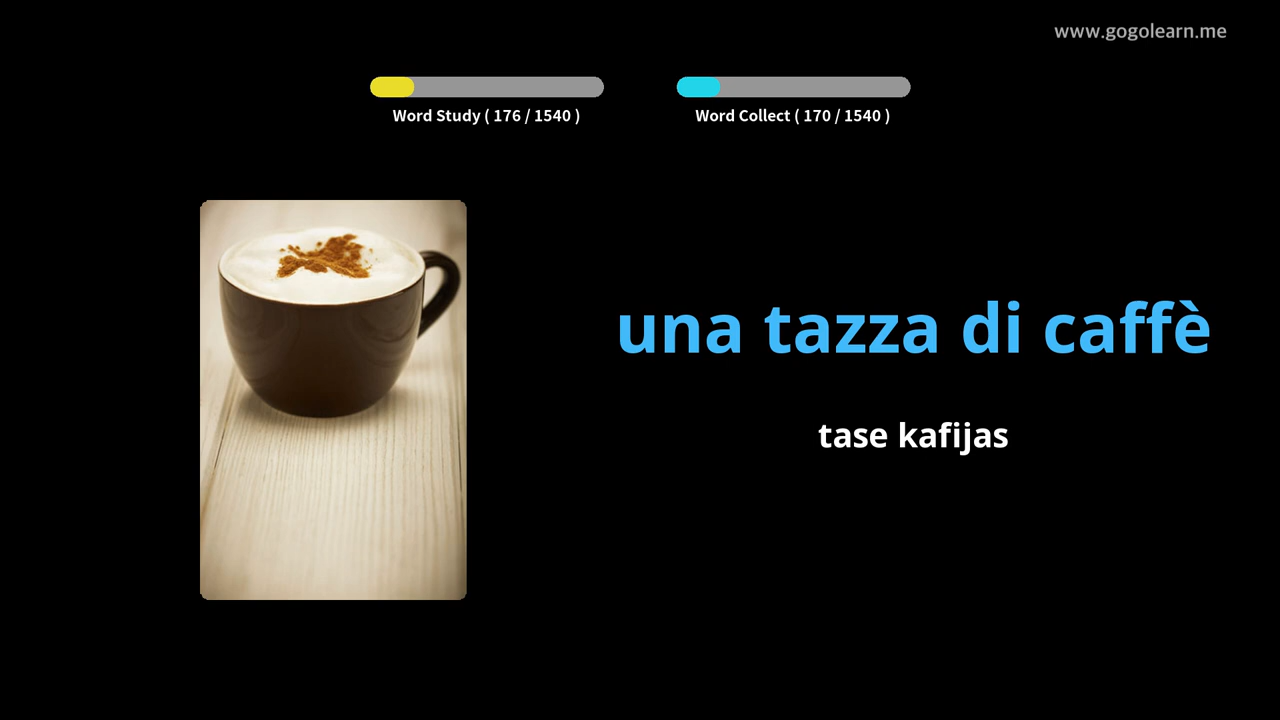 www.gogolearn.me
Word Study ( 176 / 1540 )
Word Collect ( 170 / 1540 )
una tazza di caffè
tase kafijas